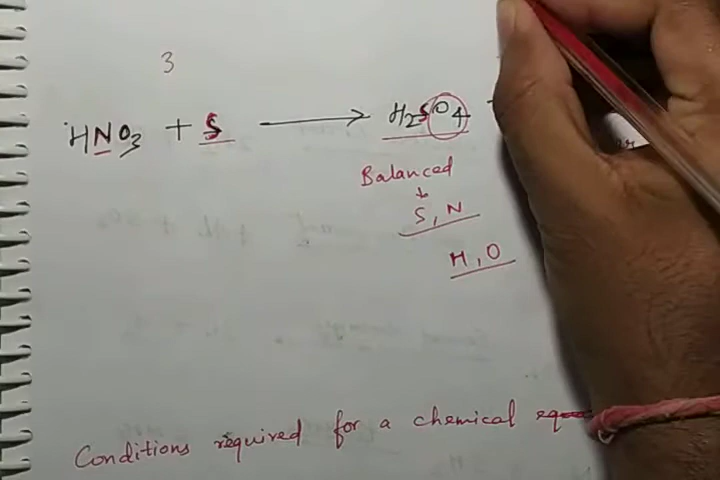 3
HNO3 + S ⟶ H2SO4
Balanced
↓
S, N
H, O
Conditions required for a chemical